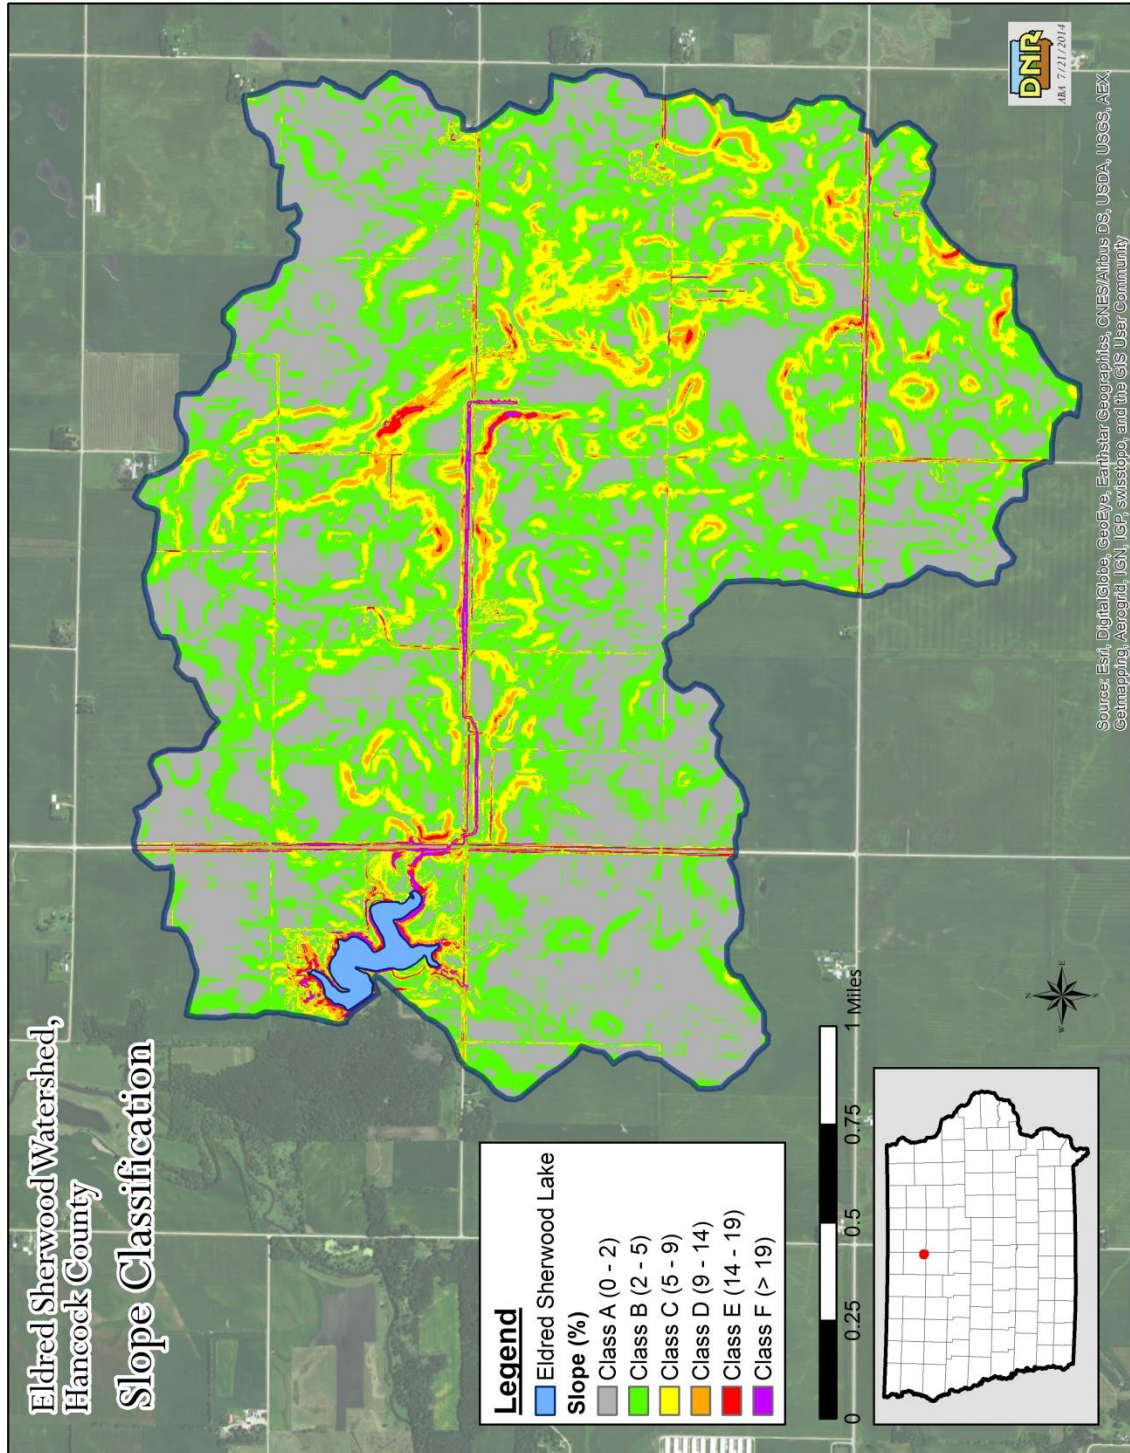 Eldred Sherwood Watershed,
Hancock County
Slope Classification
DNR
ABA 7/21/2014
Legend
Eldred Sherwood Lake
Slope (%)
Class A (0 - 2)
Class B (2 - 5)
Class C (5 - 9)
Class D (9 - 14)
Class E (14 - 19)
Class F (> 19)
0 0.25 0.5 0.75 1 Miles
N
W E
S
Source: Esri, DigitalGlobe, GeoEye, Earthstar Geographics, CNES/Airbus DS, USDA, USGS, AEX,
Getmapping, Aerogrid, IGN, IGP, swisstopo, and the GIS User Community